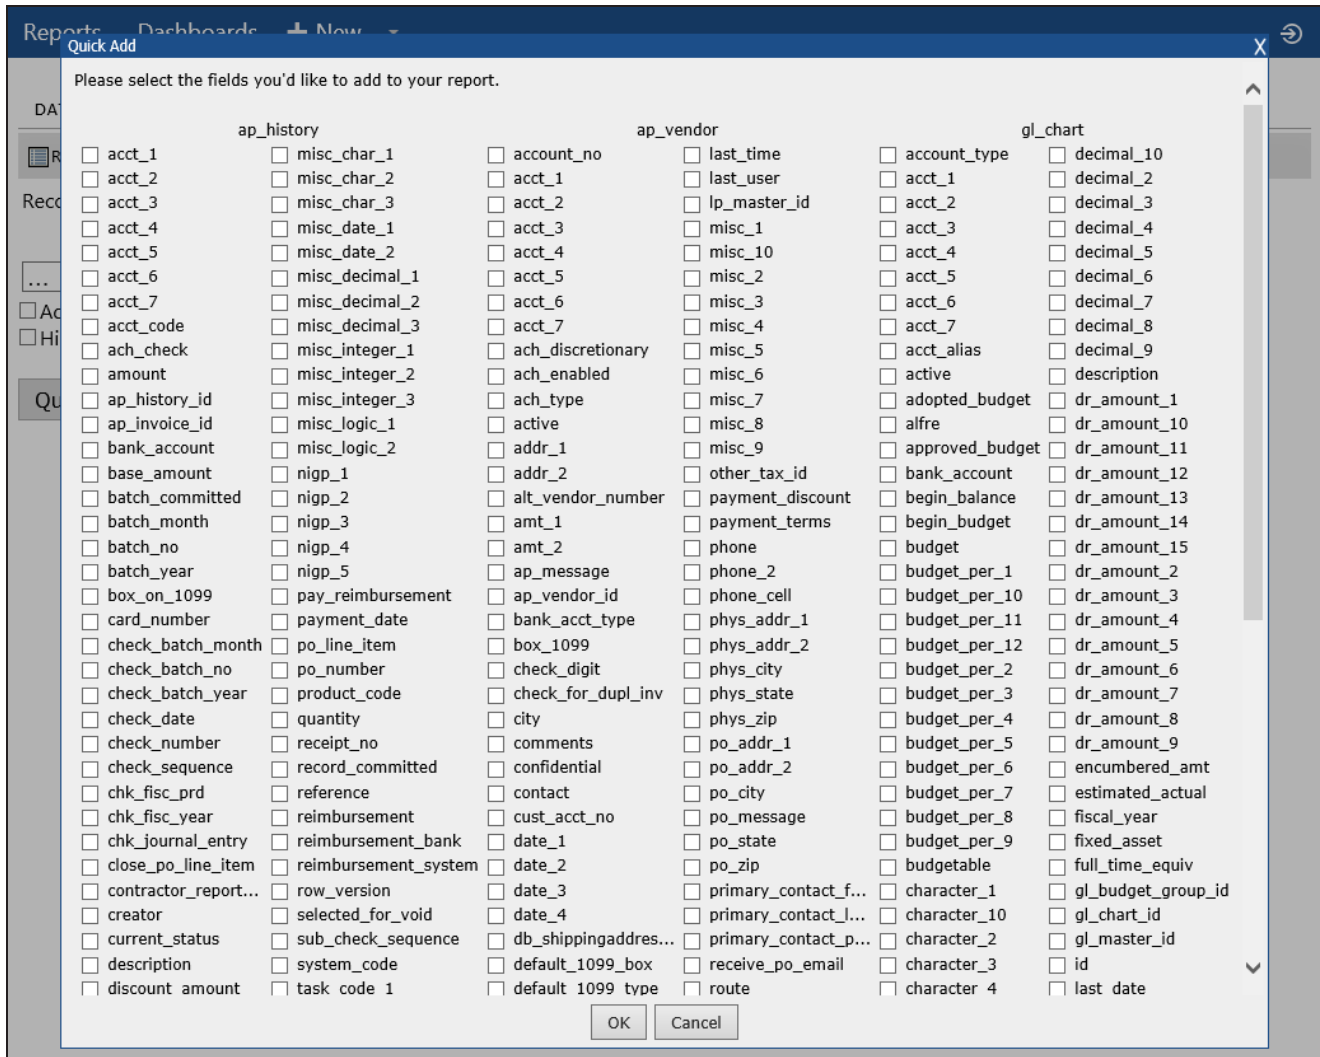 Reports Dashboards + New
Quick Add X
Please select the fields you'd like to add to your report.
DA
ap_history ap_vendor gl_chart
acct_1 misc_char_1 account_no last_time account_type decimal_10
acct_2 misc_char_2 acct_1 last_user acct_1 decimal_2
Reco acct_3 misc_char_3 acct_2 lp_master_id acct_2 decimal_3
acct_4 misc_date_1 acct_3 misc_1 acct_3 decimal_4
acct_5 misc_date_2 acct_4 misc_10 acct_4 decimal_5
... acct_6 misc_decimal_1 acct_5 misc_2 acct_5 decimal_6
Ac acct_7 misc_decimal_2 acct_6 misc_3 acct_6 decimal_7
Hi acct_code misc_decimal_3 acct_7 misc_4 acct_7 decimal_8
ach_check misc_integer_1 ach_discretionary misc_5 acct_alias decimal_9
amount misc_integer_2 ach_enabled misc_6 active description
Qu ap_history_id misc_integer_3 ach_type misc_7 adopted_budget dr_amount_1
ap_invoice_id misc_logic_1 active misc_8 alfre dr_amount_10
bank_account misc_logic_2 addr_1 misc_9 approved_budget dr_amount_11
base_amount nigp_1 addr_2 other_tax_id bank_account dr_amount_12
batch_committed nigp_2 alt_vendor_number payment_discount begin_balance dr_amount_13
batch_month nigp_3 amt_1 payment_terms begin_budget dr_amount_14
batch_no nigp_4 amt_2 phone budget dr_amount_15
batch_year nigp_5 ap_message phone_2 budget_per_1 dr_amount_2
box_on_1099 pay_reimbursement ap_vendor_id phone_cell budget_per_10 dr_amount_3
card_number payment_date bank_acct_type phys_addr_1 budget_per_11 dr_amount_4
check_batch_month po_line_item box_1099 phys_addr_2 budget_per_12 dr_amount_5
check_batch_no po_number check_digit phys_city budget_per_2 dr_amount_6
check_batch_year product_code check_for_dupl_inv phys_state budget_per_3 dr_amount_7
check_date quantity city phys_zip budget_per_4 dr_amount_8
check_number receipt_no comments po_addr_1 budget_per_5 dr_amount_9
check_sequence record_committed confidential po_addr_2 budget_per_6 encumbered_amt
chk_fisc_prd reference contact po_city budget_per_7 estimated_actual
chk_fisc_year reimbursement cust_acct_no po_message budget_per_8 fiscal_year
chk_journal_entry reimbursement_bank date_1 po_state budget_per_9 fixed_asset
close_po_line_item reimbursement_system date_2 po_zip budgetable full_time_equiv
contractor_report... row_version date_3 primary_contact_f... character_1 gl_budget_group_id
creator selected_for_void date_4 primary_contact_l... character_10 gl_chart_id
current_status sub_check_sequence db_shippingaddres... primary_contact_p... character_2 gl_master_id
description system_code default_1099_box receive_po_email character_3 id
discount_amount task_code_1 default_1099_type route character_4 last_date
OK Cancel